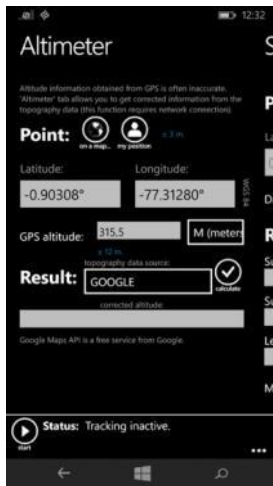 12:32
Altimeter
Altitude information obtained from GPS is often inaccurate.
'Altimeter' tab allows you to get corrected information from the
topography data (this function requires network connection).
Point:
on a map...
my position
± 3 m
Latitude:
Longitude:
-0.90308°
-77.31280°
WGS 84
GPS altitude:
315,5
M (meters
± 12 m
topography data source:
Result:
GOOGLE
calculate
corrected altitude:
Google Maps API is a free service from Google.
Status: Tracking inactive.
start